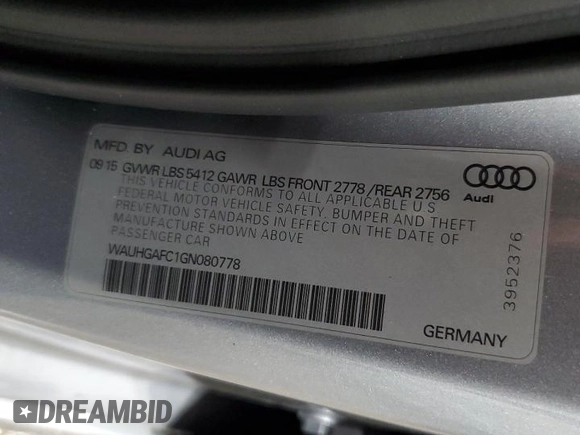 MFD BY AUDI AG
09 15 GVWR LBS 5412 GAWR LBS FRONT 2778 / REAR 2756
THIS VEHICLE CONFORMS TO ALL APPLICABLE U S
FEDERAL MOTOR VEHICLE SAFETY, BUMPER AND THEFT
PREVENTION STANDARDS IN EFFECT ON THE DATE OF
MANUFACTURE SHOWN ABOVE
PASSENGER CAR
WAUHGAFC1GN080778
Audi
3952376
GERMANY
DREAMBID